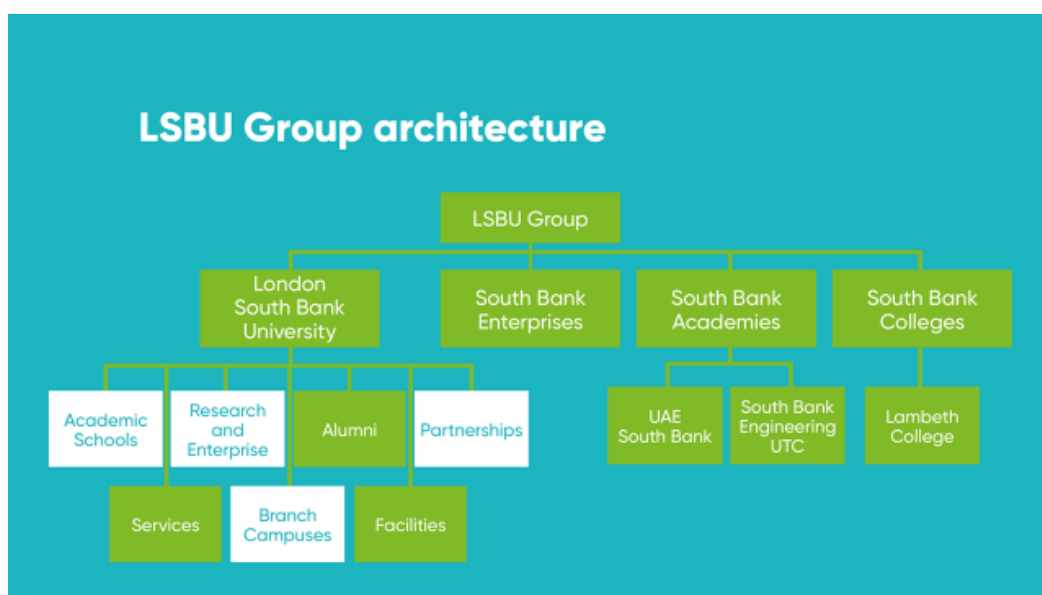 LSBU Group architecture
LSBU Group
London
South Bank
University
South Bank
Enterprises
South Bank
Academies
South Bank
Colleges
Academic
Schools
Research
and
Enterprise
Alumni
Partnerships
UAE
South Bank
South Bank
Engineering
UTC
Lambeth
College
Services
Branch
Campuses
Facilities